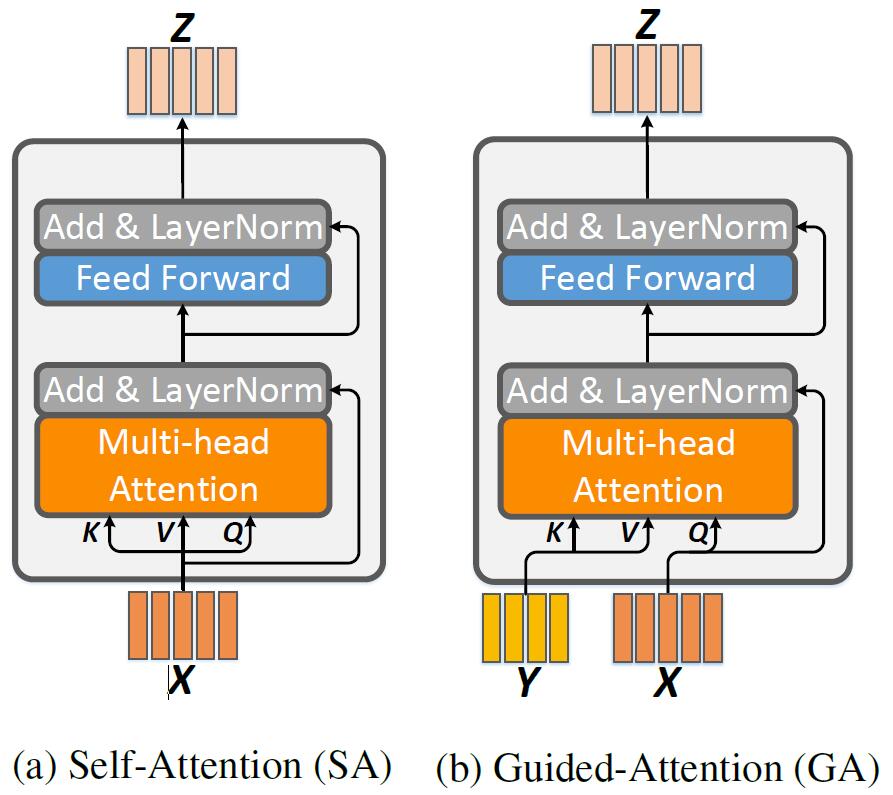 Z
Add & LayerNorm
Feed Forward
Add & LayerNorm
Multi-head
Attention
K V Q
X
(a) Self-Attention (SA)
Z
Add & LayerNorm
Feed Forward
Add & LayerNorm
Multi-head
Attention
K V Q
Y X
(b) Guided-Attention (GA)